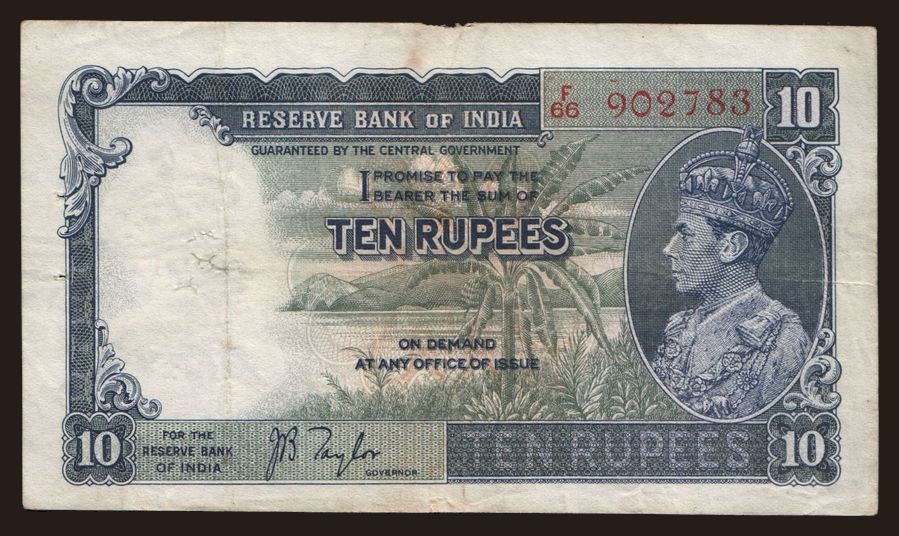 F
66 902783
10
RESERVE BANK OF INDIA
GUARANTEED BY THE CENTRAL GOVERNMENT
I PROMISE TO PAY THE
BEARER THE SUM OF
TEN RUPEES
ON DEMAND
AT ANY OFFICE OF ISSUE
10
FOR THE
RESERVE BANK
OF INDIA
J B Taylor
GOVERNOR
TEN RUPEES
10